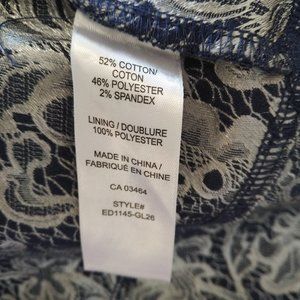 52% COTTON/
COTON
46% POLYESTER
2% SPANDEX
LINING / DOUBLURE
100% POLYESTER
MADE IN CHINA /
FABRIQUÉ EN CHINE
CA 03464
STYLE#
ED1145-GL26